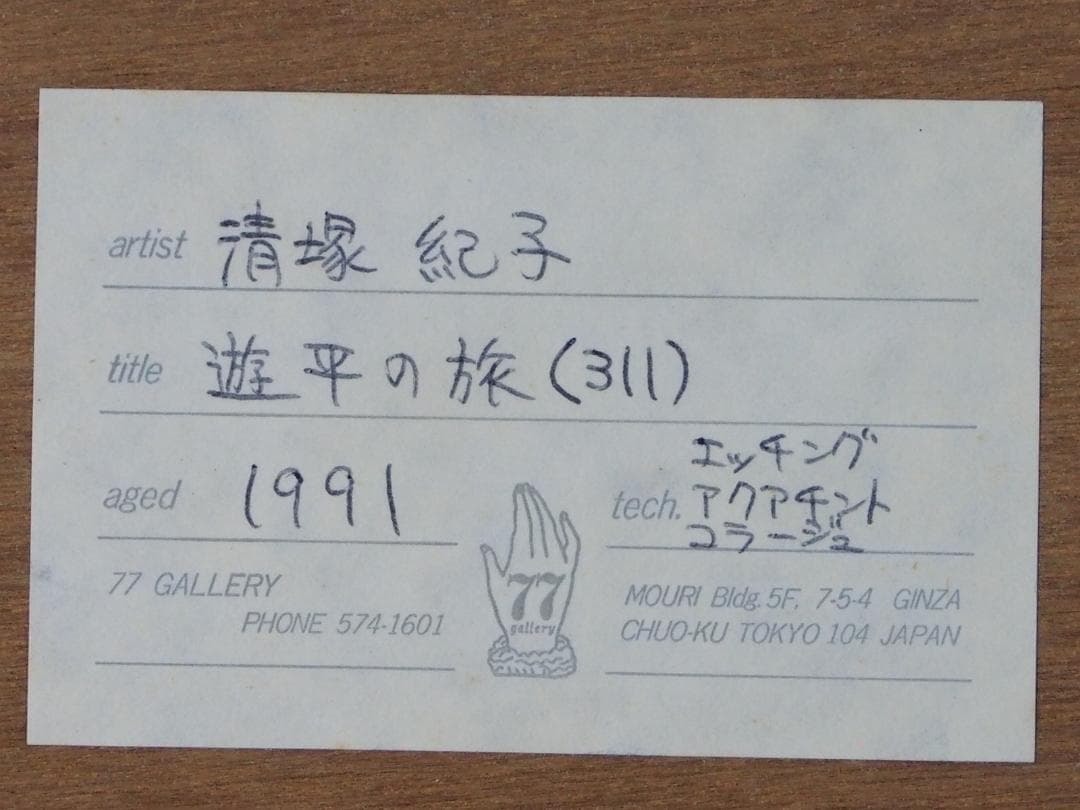 artist 清塚 紀子
title 遊平の旅(311)
aged 1991
tech. エッチング
アクアチント
コラージュ
77 GALLERY
PHONE 574-1601
77
gallery
MOURI Bldg. 5F, 7-5-4 GINZA
CHUO-KU TOKYO 104 JAPAN